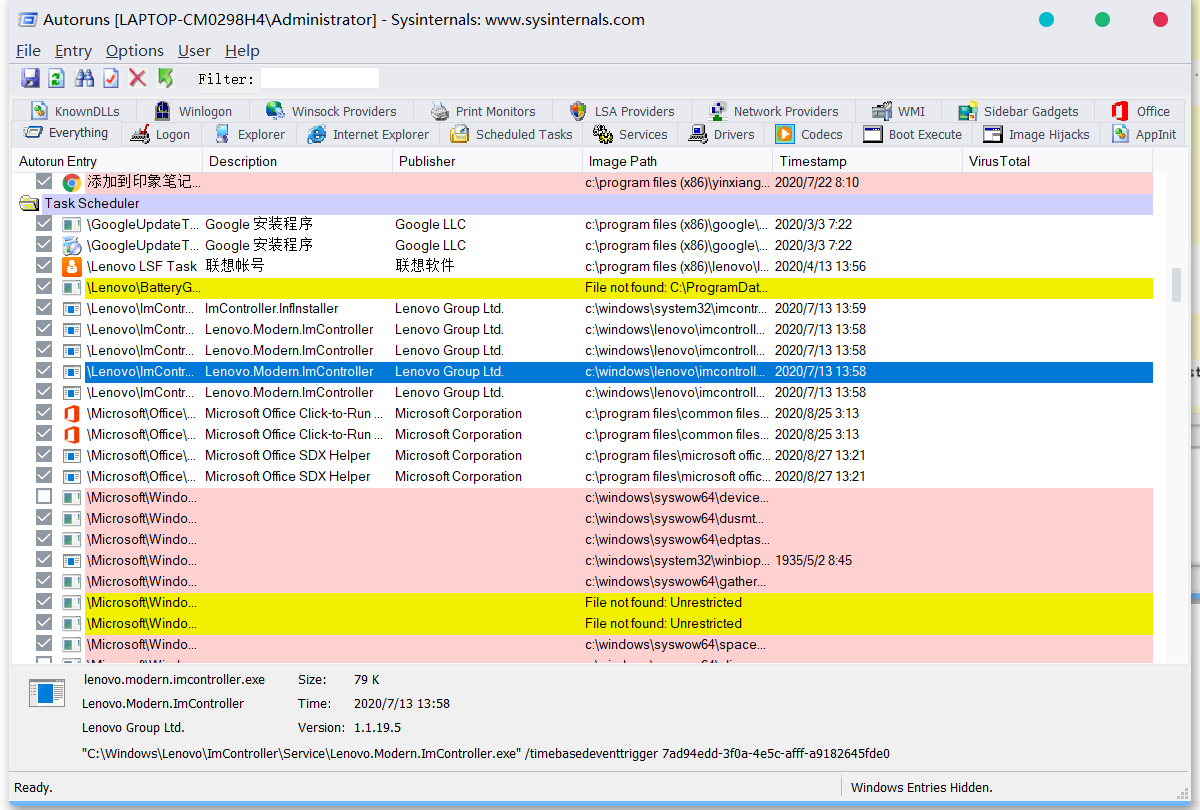 Autoruns [LAPTOP-CM0298H4\Administrator] - Sysinternals: www.sysinternals.com
File Entry Options User Help
Filter:
KnownDLLs Winlogon Winsock Providers Print Monitors LSA Providers Network Providers WMI Sidebar Gadgets Office
Everything Logon Explorer Internet Explorer Scheduled Tasks Services Drivers Codecs Boot Execute Image Hijacks AppInit
Autorun Entry Description Publisher Image Path Timestamp VirusTotal
添加到印象笔记... c:\program files (x86)\yinxiang... 2020/7/22 8:10
Task Scheduler
\GoogleUpdateT... Google 安装程序 Google LLC c:\program files (x86)\google\... 2020/3/3 7:22
\GoogleUpdateT... Google 安装程序 Google LLC c:\program files (x86)\google\... 2020/3/3 7:22
\Lenovo LSF Task 联想帐号 联想软件 c:\program files (x86)\lenovo\l... 2020/4/13 13:56
\Lenovo\BatteryG... File not found: C:\ProgramDat...
\Lenovo\ImContr... ImController.InfInstaller Lenovo Group Ltd. c:\windows\system32\imcontr... 2020/7/13 13:59
\Lenovo\ImContr... Lenovo.Modern.ImController Lenovo Group Ltd. c:\windows\lenovo\imcontroll... 2020/7/13 13:58
\Lenovo\ImContr... Lenovo.Modern.ImController Lenovo Group Ltd. c:\windows\lenovo\imcontroll... 2020/7/13 13:58
\Lenovo\ImContr... Lenovo.Modern.ImController Lenovo Group Ltd. c:\windows\lenovo\imcontroll... 2020/7/13 13:58
\Lenovo\ImContr... Lenovo.Modern.ImController Lenovo Group Ltd. c:\windows\lenovo\imcontroll... 2020/7/13 13:58
\Microsoft\Office\... Microsoft Office Click-to-Run ... Microsoft Corporation c:\program files\common files... 2020/8/25 3:13
\Microsoft\Office\... Microsoft Office Click-to-Run ... Microsoft Corporation c:\program files\common files... 2020/8/25 3:13
\Microsoft\Office\... Microsoft Office SDX Helper Microsoft Corporation c:\program files\microsoft offic... 2020/8/27 13:21
\Microsoft\Office\... Microsoft Office SDX Helper Microsoft Corporation c:\program files\microsoft offic... 2020/8/27 13:21
\Microsoft\Windo... c:\windows\syswow64\device...
\Microsoft\Windo... c:\windows\syswow64\dusmt...
\Microsoft\Windo... c:\windows\syswow64\edptas...
\Microsoft\Windo... c:\windows\system32\winbiop... 1935/5/2 8:45
\Microsoft\Windo... c:\windows\syswow64\gather...
\Microsoft\Windo... File not found: Unrestricted
\Microsoft\Windo... File not found: Unrestricted
\Microsoft\Windo... c:\windows\syswow64\space...
lenovo.modern.imcontroller.exe Size: 79 K
Lenovo.Modern.ImController Time: 2020/7/13 13:58
Lenovo Group Ltd. Version: 1.1.19.5
"C:\Windows\Lenovo\ImController\Service\Lenovo.Modern.ImController.exe" /timebasedeventtrigger 7ad94edd-3f0a-4e5c-afff-a9182645fde0
Ready. Windows Entries Hidden.